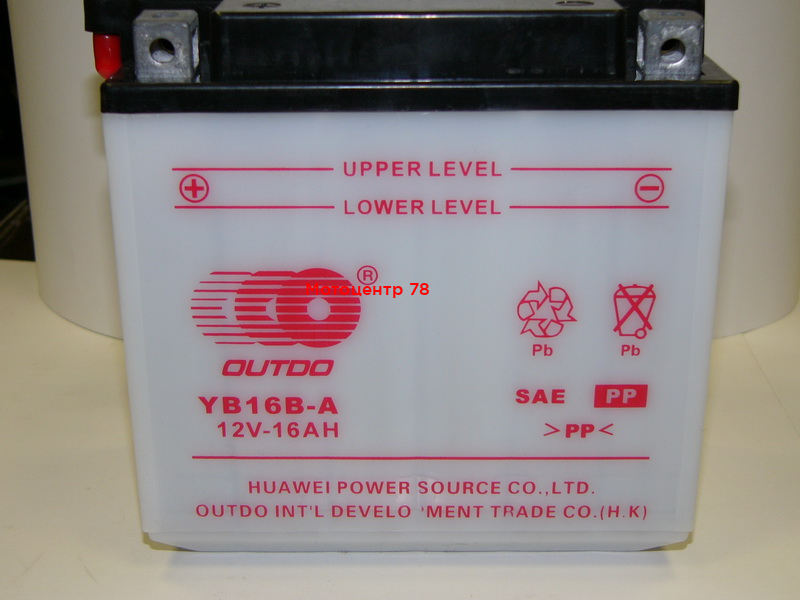 UPPER LEVEL
+ −
LOWER LEVEL
®
Мотоцентр 78
OUTDO
Pb Pb
YB16B-A
SAE PP
12V-16AH
>PP<
HUAWEI POWER SOURCE CO.,LTD.
OUTDO INT'L DEVELO 'MENT TRADE CO.(H.K)